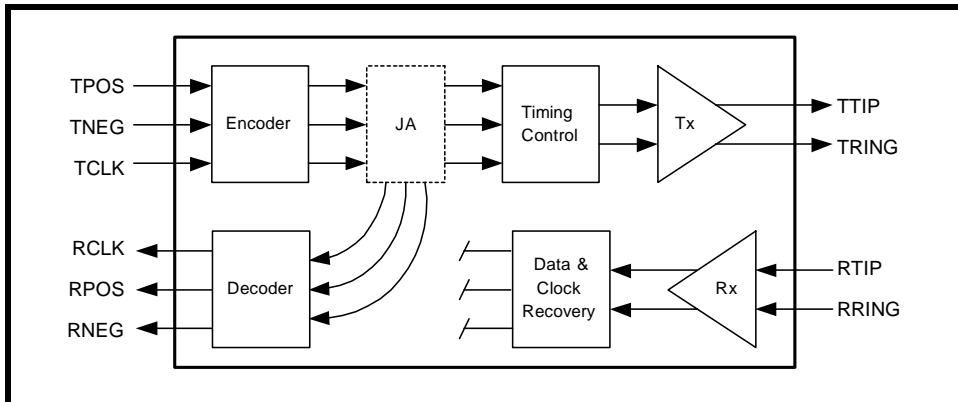 TPOS
TNEG
TCLK
Encoder
JA
Timing
Control
Tx
TTIP
TRING
RCLK
RPOS
RNEG
Decoder
Data &
Clock
Recovery
Rx
RTIP
RRING